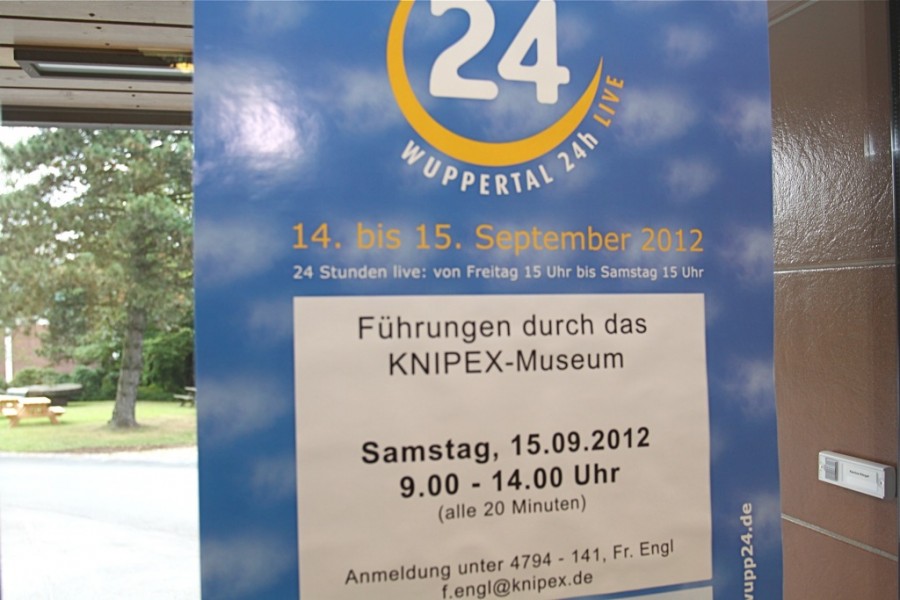 24
WUPPERTAL 24h LIVE
14. bis 15. September 2012
24 Stunden live: von Freitag 15 Uhr bis Samstag 15 Uhr
Führungen durch das
KNIPEX-Museum
Samstag, 15.09.2012
9.00 - 14.00 Uhr
(alle 20 Minuten)
Anmeldung unter 4794 - 141, Fr. Engl
f.engl@knipex.de
wupp24.de